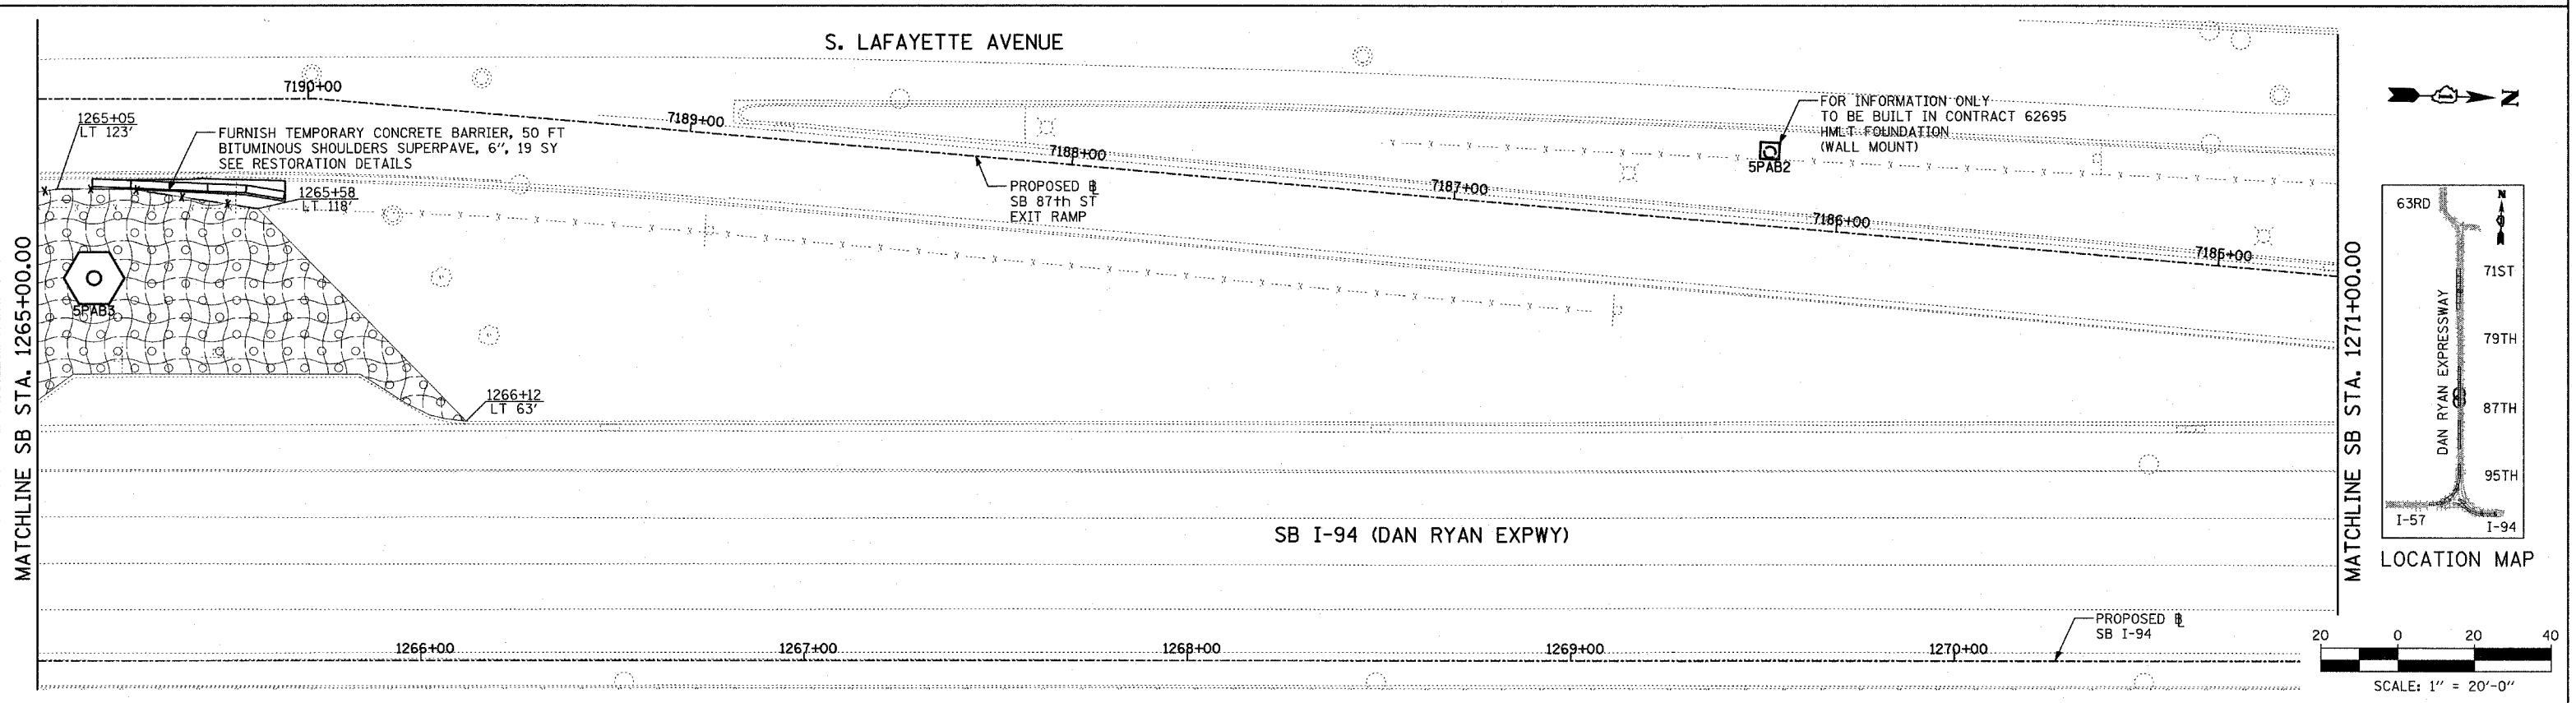 S. LAFAYETTE AVENUE
7190+00
1265+05
LT 123'
FURNISH TEMPORARY CONCRETE BARRIER, 50 FT
BITUMINOUS SHOULDERS SUPERPAVE, 6", 19 SY
SEE RESTORATION DETAILS
7189+00
7188+00
FOR INFORMATION ONLY
TO BE BUILT IN CONTRACT 62695
HMLT FOUNDATION
(WALL MOUNT)
5PAB2
N
1265+58
LT 118'
PROPOSED BL
SB 87th ST
EXIT RAMP
7187+00
7186+00
7185+00
5PAB3
1266+12
LT 63'
MATCHLINE SB STA. 1265+00.00
MATCHLINE SB STA. 1271+00.00
SB I-94 (DAN RYAN EXPWY)
63RD
N
71ST
DAN RYAN EXPRESSWAY
79TH
87TH
95TH
I-57
I-94
LOCATION MAP
1266+00
1267+00
1268+00
1269+00
1270+00
PROPOSED BL
SB I-94
20 0 20 40
SCALE: 1" = 20'-0"